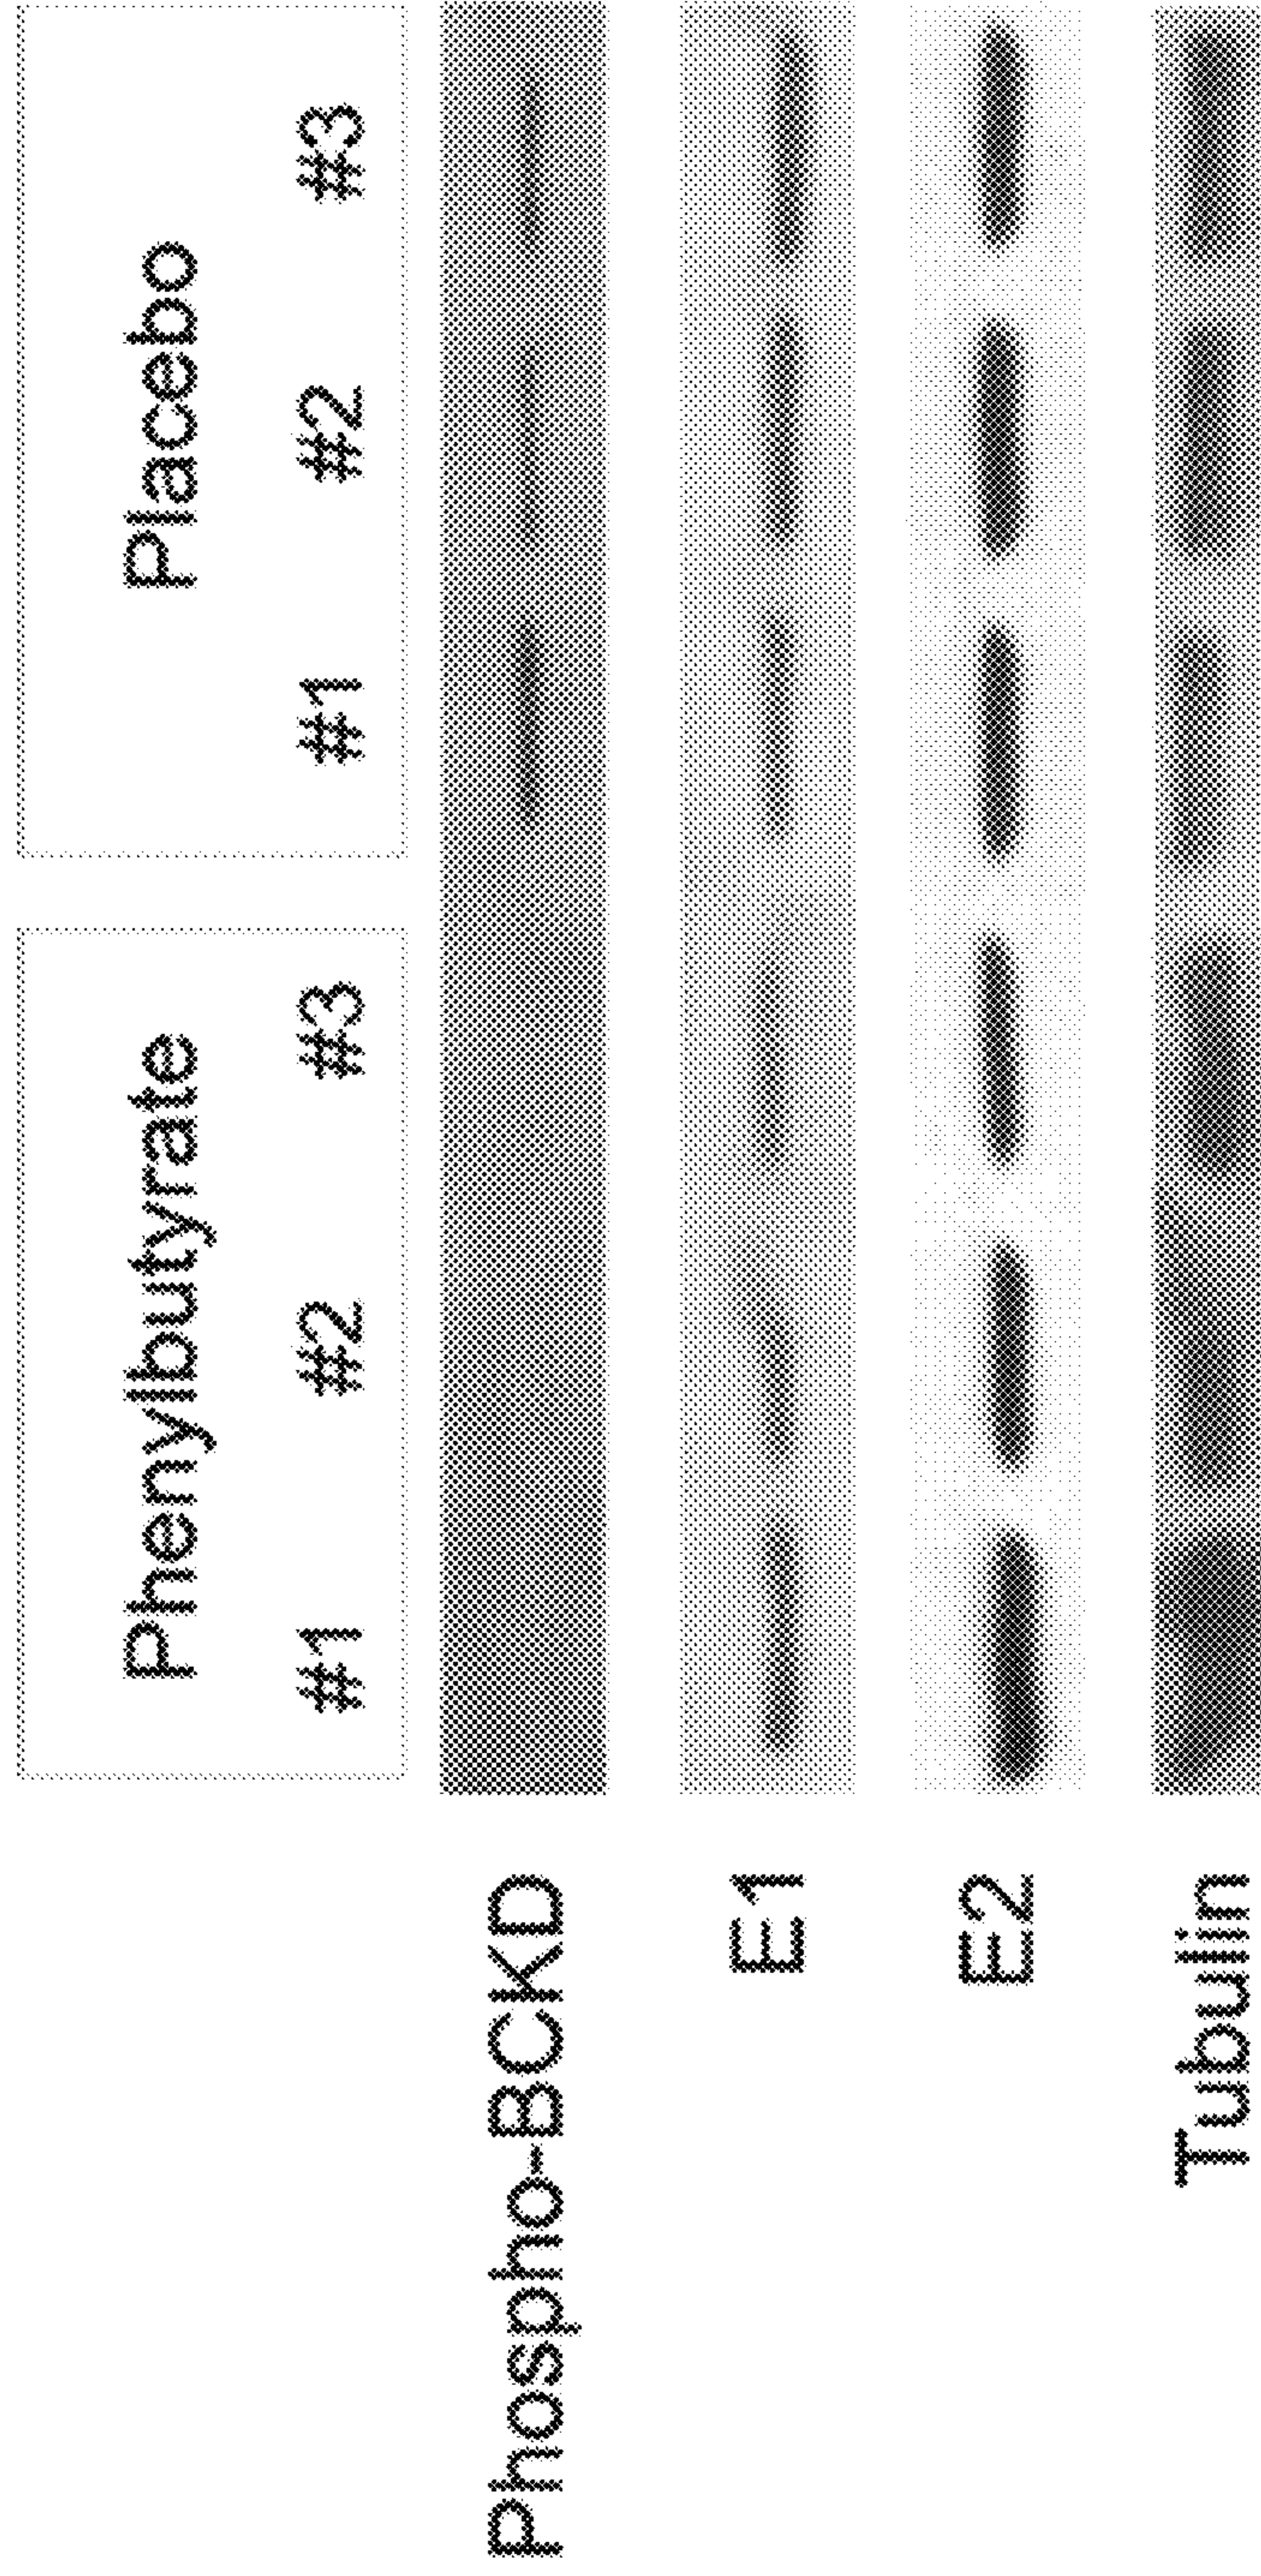 Phenylbutyrate Placebo
#1 #2 #3 #1 #2 #3
Phospho-BCKD
E1
E2
Tubulin